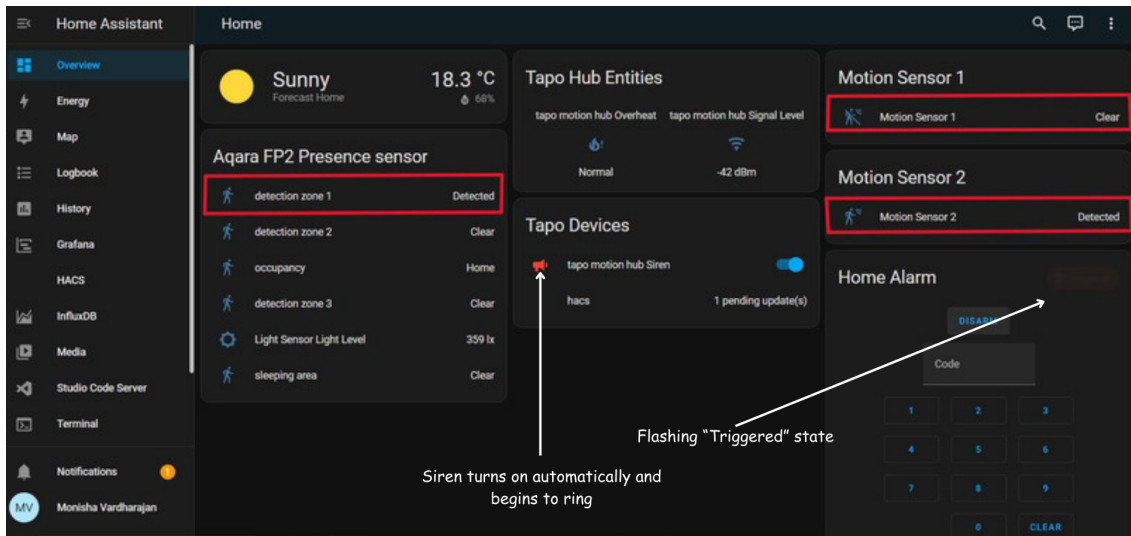 Home Assistant
Home
Overview
Energy
Map
Logbook
History
Grafana
HACS
InfluxDB
Media
Studio Code Server
Terminal
Notifications
1
MV
Monisha Vardharajan
Sunny
Forecast Home
18.3 °C
68%
Aqara FP2 Presence sensor
detection zone 1 Detected
detection zone 2 Clear
occupancy Home
detection zone 3 Clear
Light Sensor Light Level 359 lx
sleeping area Clear
Tapo Hub Entities
tapo motion hub Overheat tapo motion hub Signal Level
Normal -42 dBm
Tapo Devices
tapo motion hub Siren
hacs 1 pending update(s)
Siren turns on automatically and
begins to ring
Flashing “Triggered” state
Motion Sensor 1
Motion Sensor 1 Clear
Motion Sensor 2
Motion Sensor 2 Detected
Home Alarm
DISARM
Code
1 2 3
4 5 6
7 8 9
0 CLEAR